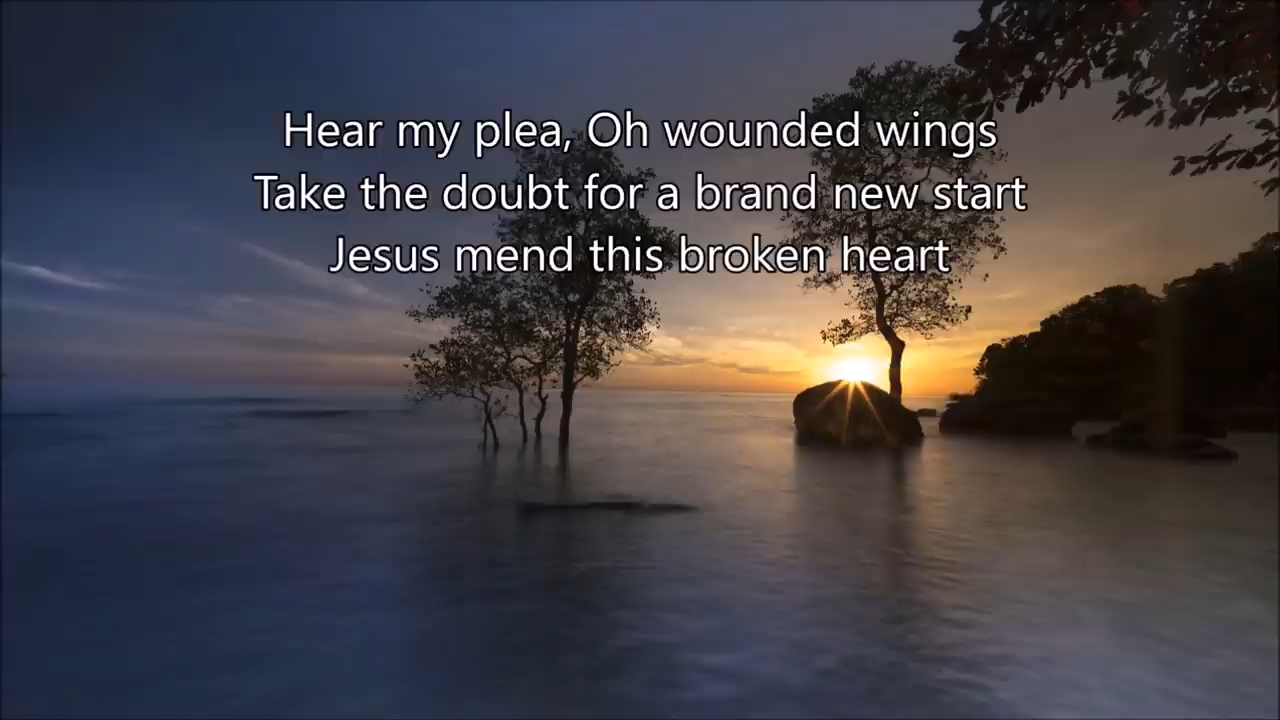 Hear my plea, Oh wounded wings
Take the doubt for a brand new start
Jesus mend this broken heart